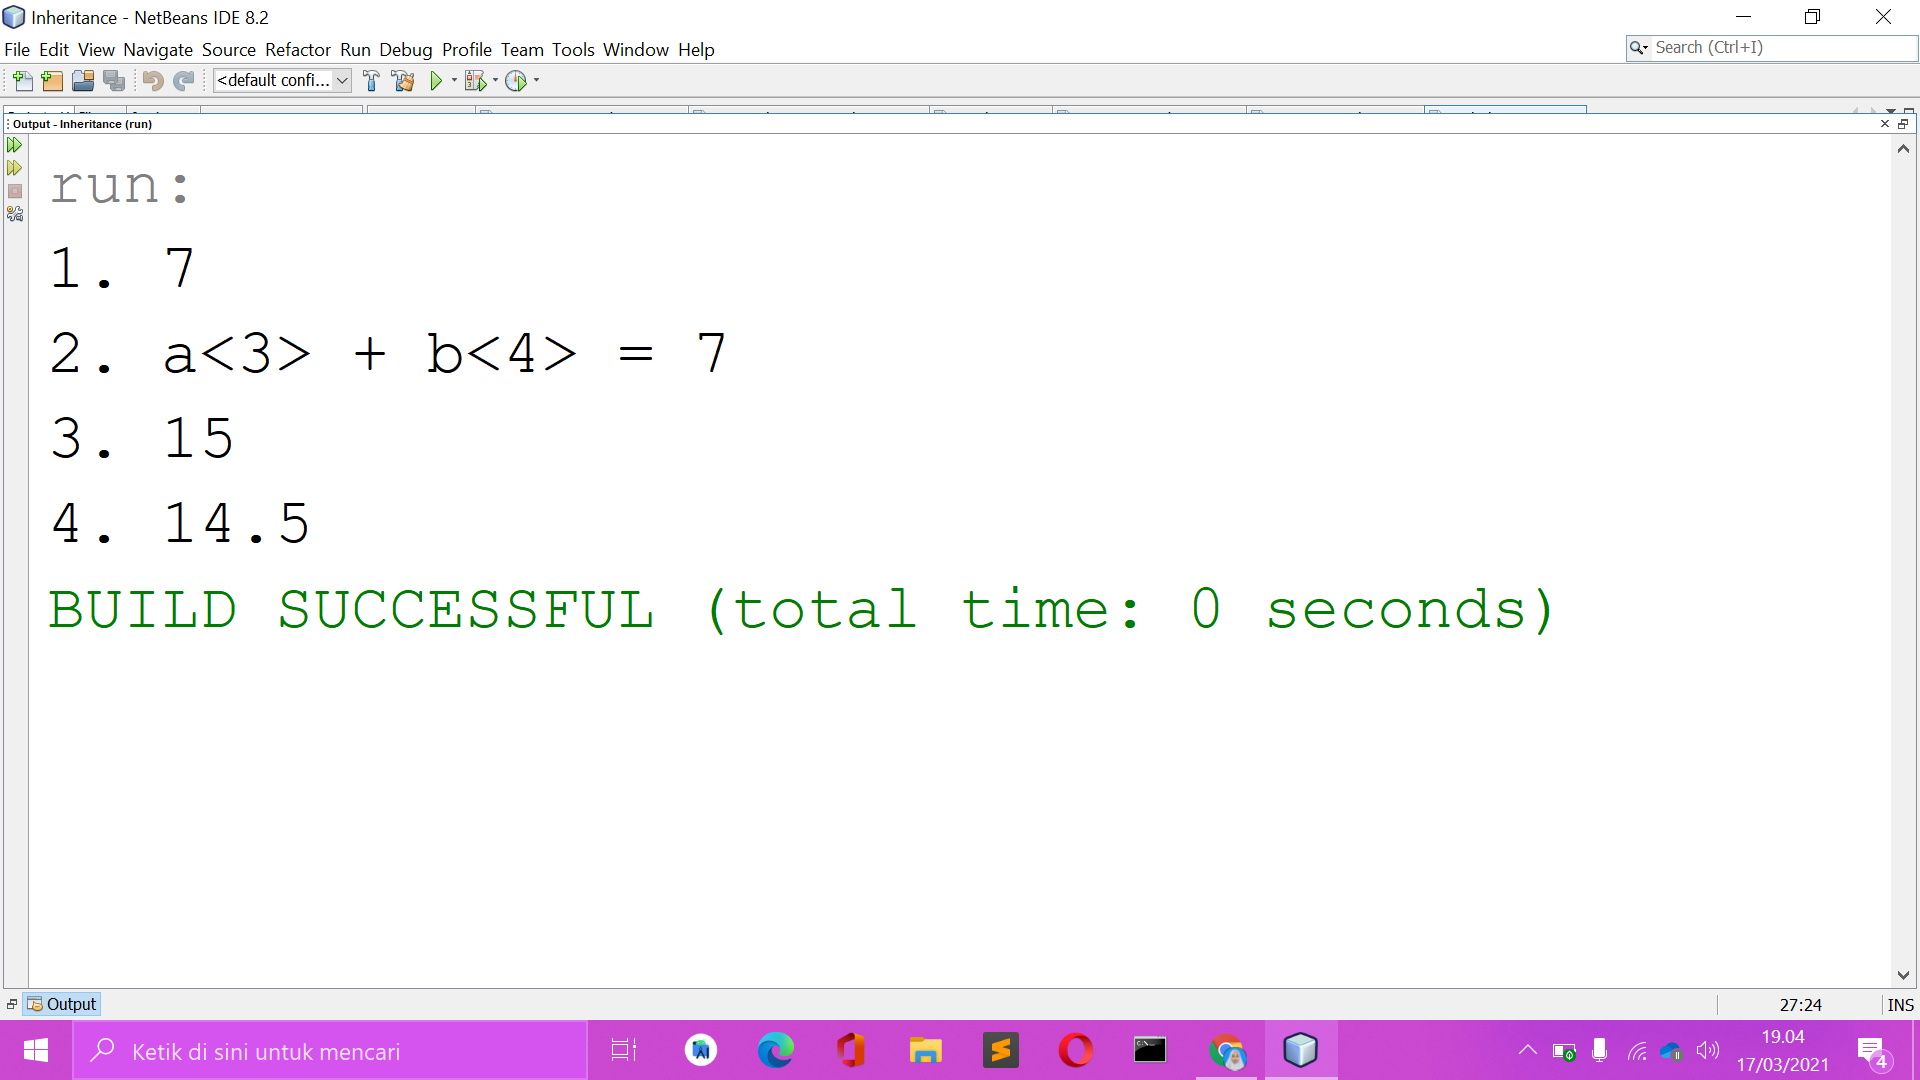 Inheritance - NetBeans IDE 8.2
File Edit View Navigate Source Refactor Run Debug Profile Team Tools Window Help
Search (Ctrl+I)
<default confi...
Output - Inheritance (run)
run:
1. 7
2. a<3> + b<4> = 7
3. 15
4. 14.5
BUILD SUCCESSFUL (total time: 0 seconds)
Output
27:24
INS
Ketik di sini untuk mencari
19.04
17/03/2021
4